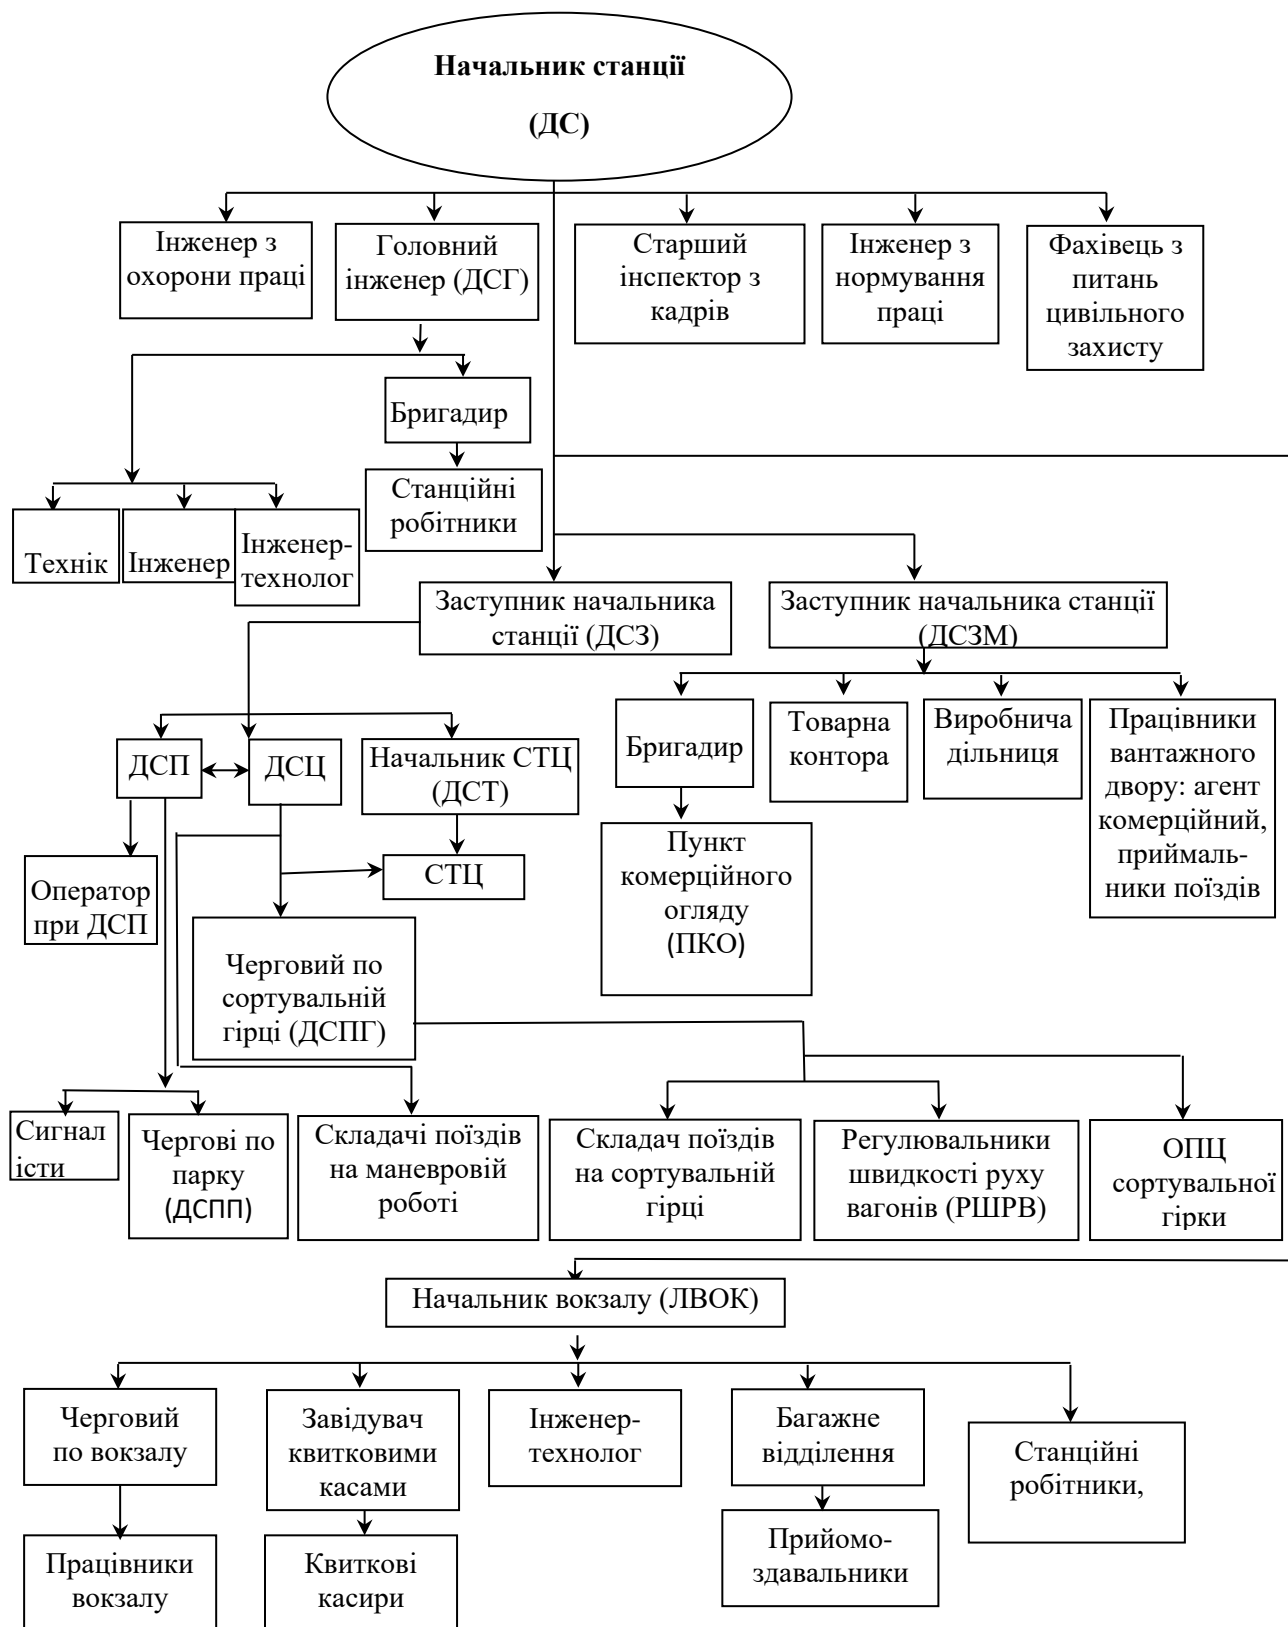 Начальник станції
(ДС)
Інженер з
охорони праці
Головний
інженер (ДСГ)
Старший
інспектор з
кадрів
Інженер з
нормування
праці
Фахівець з
питань
цивільного
захисту
Бригадир
Станційні
робітники
Технік
Інженер
Інженер-
технолог
Заступник начальника
станції (ДСЗ)
Заступник начальника станції
(ДСЗМ)
ДСП
ДСЦ
Начальник СТЦ
(ДСТ)
Бригадир
Товарна
контора
Виробнича
дільниця
Працівники
вантажного
двору: агент
комерційний,
приймаль-
ники поїздів
Оператор
при ДСП
СТЦ
Пункт
комерційного
огляду
(ПКО)
Черговий по
сортувальній
гірці (ДСПГ)
Сигнал
істи
Чергові по
парку
(ДСПП)
Складачі поїздів
на маневровій
роботі
Складач поїздів
на сортувальній
гірці
Регулювальники
швидкості руху
вагонів (РШРВ)
ОПЦ
сортувальної
гірки
Начальник вокзалу (ЛВОК)
Черговий
по вокзалу
Завідувач
квитковими
касами
Інженер-
технолог
Багажне
відділення
Станційні
робітники,
Працівники
вокзалу
Квиткові
касири
Прийомо-
здавальники